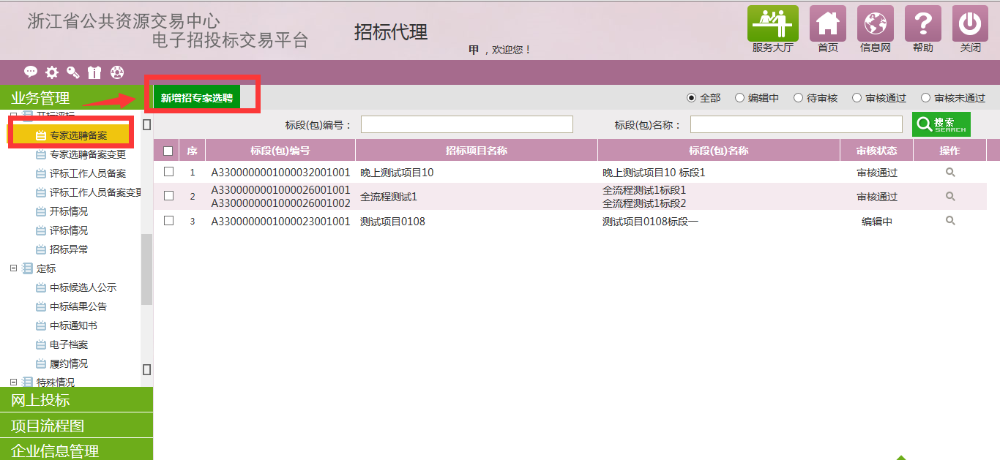 浙江省公共资源交易中心
电子招投标交易平台
招标代理
甲 ，欢迎您！
服务大厅
首页
信息网
帮助
关闭
业务管理
新增招专家选聘
全部
编辑中
待审核
审核通过
审核未通过
开标评标
专家选聘备案
专家选聘备案变更
评标工作人员备案
评标工作人员备案变更
开标情况
评标情况
招标异常
定标
中标候选人公示
中标结果公告
中标通知书
电子档案
履约情况
特殊情况
网上投标
项目流程图
企业信息管理
标段(包)编号：
标段(包)名称：
搜索
SEARCH
序 标段(包)编号 招标项目名称 标段(包)名称 审核状态 操作
1 A3300000001000032001001 晚上测试项目10 晚上测试项目10 标段1 审核通过
2 A3300000001000026001001 全流程测试1 全流程测试1标段1 审核通过
A3300000001000026001002 全流程测试1标段2
3 A3300000001000023001001 测试项目0108 测试项目0108标段一 编辑中